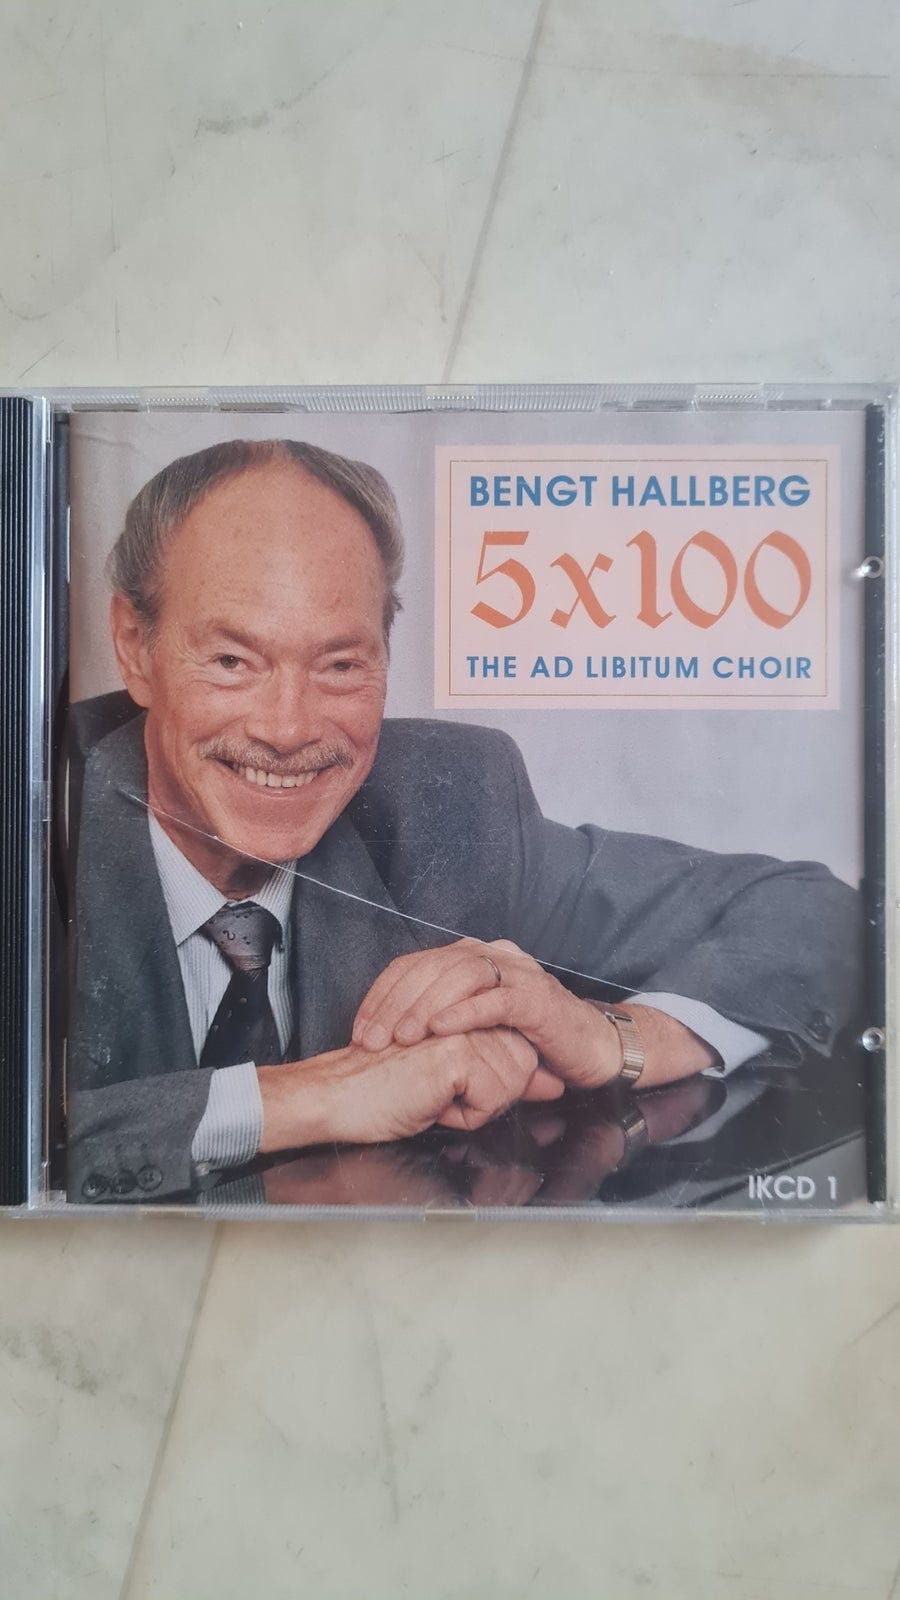 BENGT HALLBERG
5x100
THE AD LIBITUM CHOIR
IKCD 1